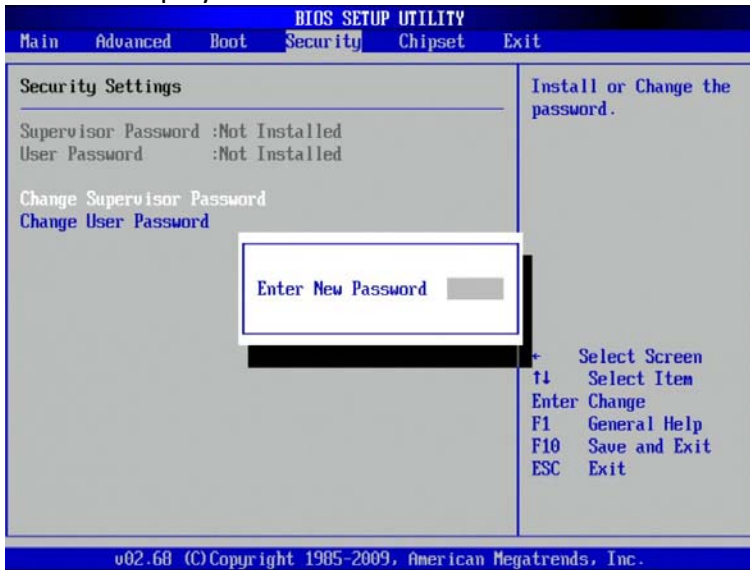 BIOS SETUP UTILITY
Main Advanced Boot Security Chipset Exit
Security Settings
Supervisor Password :Not Installed
User Password :Not Installed
Change Supervisor Password
Change User Password
Enter New Password
Install or Change the
password.
← Select Screen
↑↓ Select Item
Enter Change
F1 General Help
F10 Save and Exit
ESC Exit
v02.68 (C)Copyright 1985-2009, American Megatrends, Inc.